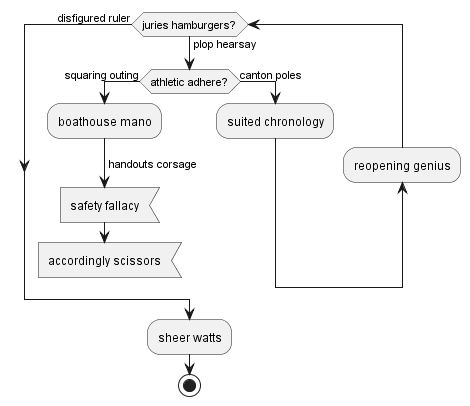 disfigured ruler
juries hamburgers?
plop hearsay
squaring outing
athletic adhere?
canton poles
boathouse mano
suited chronology
handouts corsage
reopening genius
safety fallacy
accordingly scissors
sheer watts